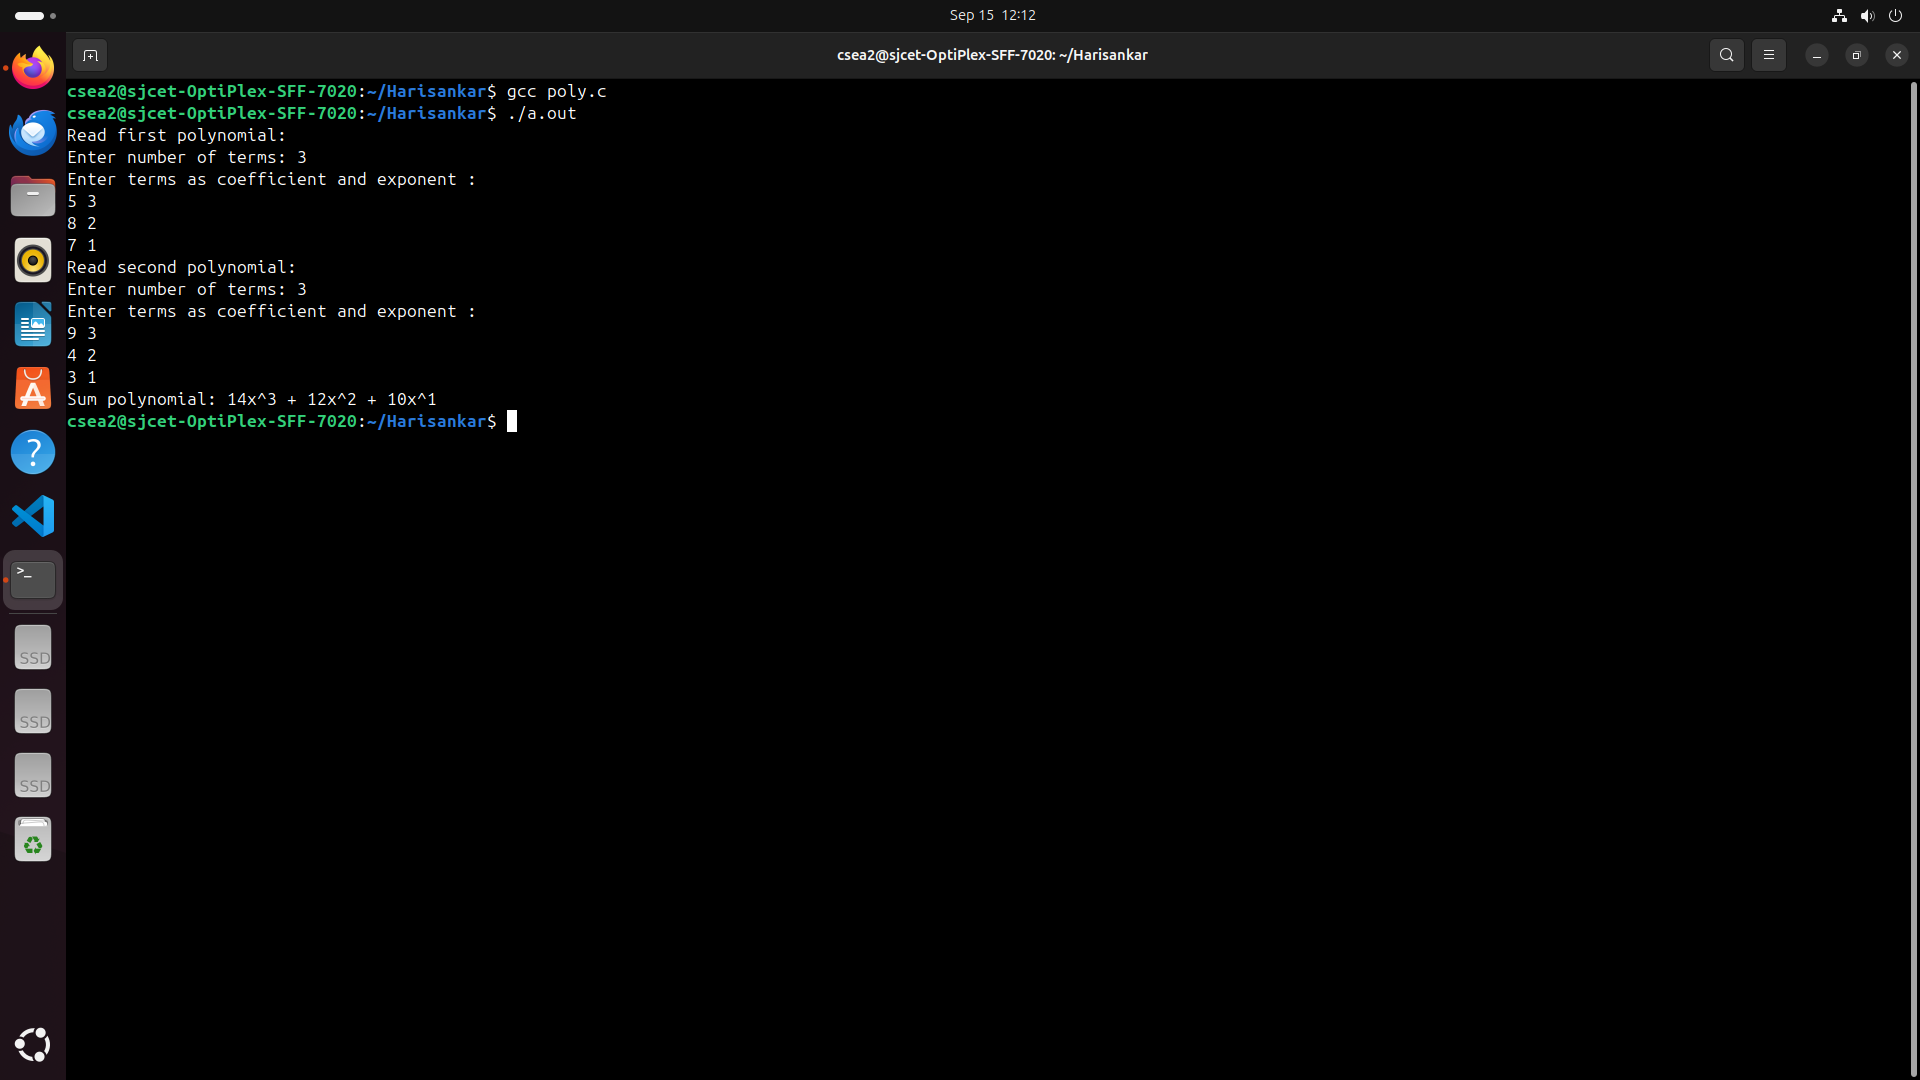 Sep 15 12:12
csea2@sjcet-OptiPlex-SFF-7020: ~/Harisankar
csea2@sjcet-OptiPlex-SFF-7020:~/Harisankar$ gcc poly.c
csea2@sjcet-OptiPlex-SFF-7020:~/Harisankar$ ./a.out
Read first polynomial:
Enter number of terms: 3
Enter terms as coefficient and exponent :
5 3
8 2
7 1
Read second polynomial:
Enter number of terms: 3
Enter terms as coefficient and exponent :
9 3
4 2
3 1
Sum polynomial: 14x^3 + 12x^2 + 10x^1
csea2@sjcet-OptiPlex-SFF-7020:~/Harisankar$
SSD
SSD
SSD